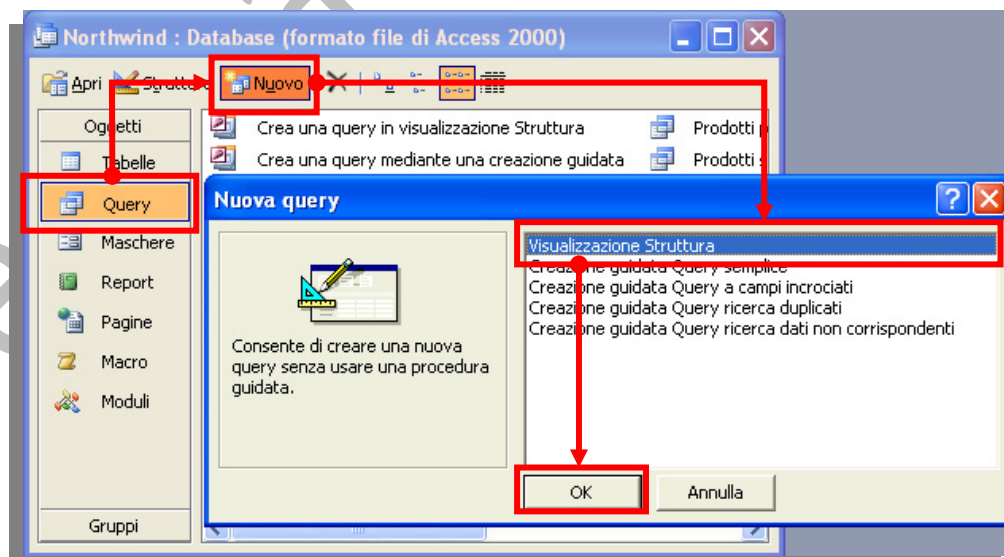 Northwind : Database (formato file di Access 2000)
Apri Nuovo
Oggetti
Tabelle
Query
Maschere
Report
Pagine
Macro
Moduli
Gruppi
Crea una query in visualizzazione Struttura
Prodotti
Crea una query mediante una creazione guidata
Prodotti
Nuova query
Consente di creare una nuova
query senza usare una procedura
guidata.
Visualizzazione Struttura
Creazione guidata Query semplice
Creazione guidata Query a campi incrociati
Creazione guidata Query ricerca duplicati
Creazione guidata Query ricerca dati non corrispondenti
OK
Annulla